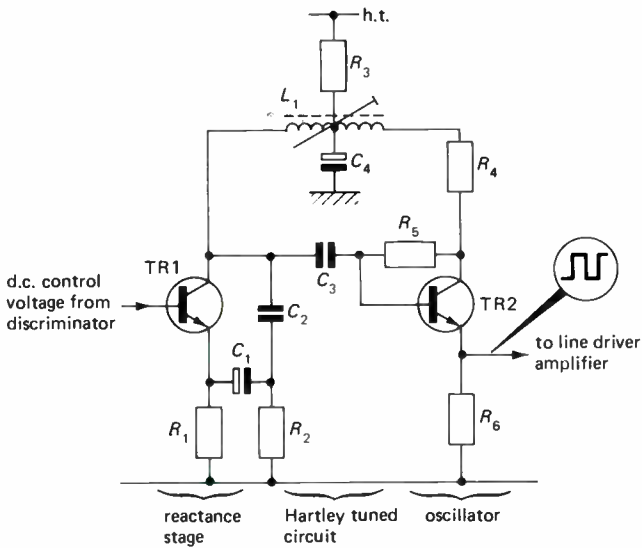 h.t.
R3
L1
C4
R4
R5
TR1
C3
TR2
d.c. control
voltage from
discriminator
C2
to line driver
amplifier
C1
R1
R2
R6
reactance
stage
Hartley tuned
circuit
oscillator